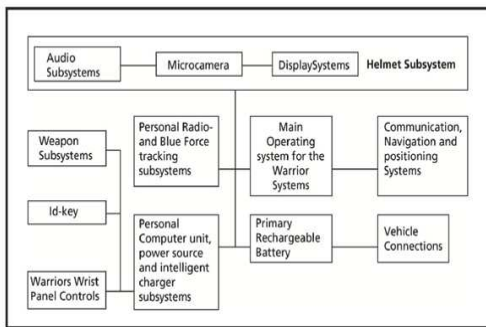 Audio
Subsystems
Microcamera
DisplaySystems
Helmet Subsystem
Weapon
Subsystems
Personal Radio-
and Blue Force
tracking
subsystems
Main
Operating
system for the
Warrior
Systems
Communication,
Navigation and
positioning
Systems
Id-key
Personal
Computer unit,
power source
and intelligent
charger
subsystems
Primary
Rechargeable
Battery
Vehicle
Connections
Warriors Wrist
Panel Controls